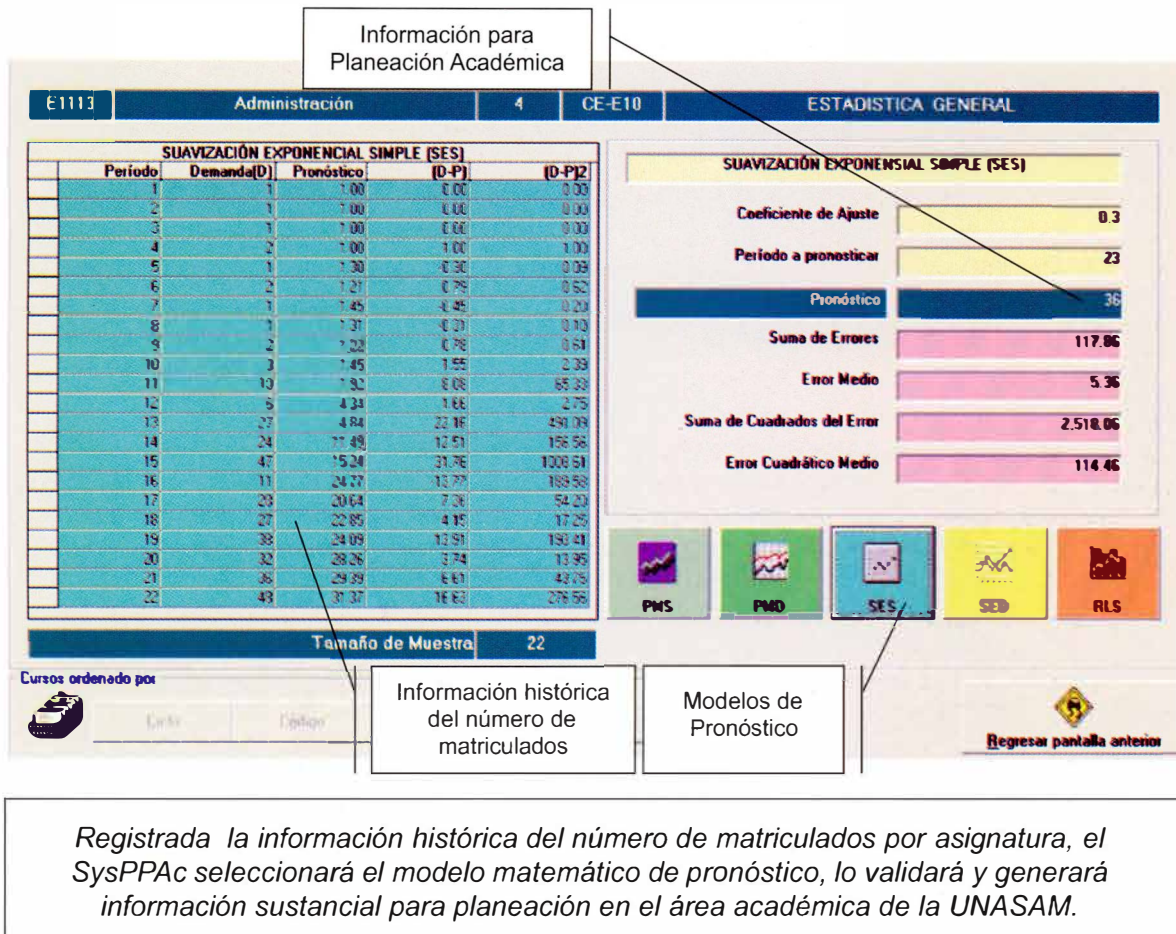 Información para
Planeación Académica
E1113 Administración 4 CE-E10 ESTADISTICA GENERAL
SUAVIZACIÓN EXPONENCIAL SIMPLE (SES)
Período Demanda(D) Pronóstico (D-P) (D-P)2
1 1 1.00 0.00 0.00
2 1 1.00 0.00 0.00
3 1 1.00 0.00 0.00
4 2 1.00 1.00 1.00
5 1 1.30 -0.30 0.09
6 2 1.21 0.79 0.62
7 1 1.45 -0.45 0.20
8 1 1.31 -0.31 0.10
9 2 1.22 0.78 0.61
10 3 1.45 1.55 2.39
11 10 1.92 8.08 65.33
12 6 4.34 1.66 2.75
13 27 4.84 22.16 491.09
14 24 11.49 12.51 156.56
15 47 15.24 31.76 1008.61
16 11 24.77 13.77 189.58
17 28 20.64 7.36 54.20
18 27 22.85 4.15 17.25
19 38 24.09 13.91 193.41
20 32 28.26 3.74 13.95
21 36 29.39 6.61 43.75
22 48 31.37 16.63 276.56
Tamaño de Muestra 22
SUAVIZACIÓN EXPONENSIAL SIMPLE (SES)
Coeficiente de Ajuste 0.3
Período a pronosticar 23
Pronóstico 36
Suma de Errores 117.86
Error Medio 5.36
Suma de Cuadrados del Error 2,518.06
Error Cuadrático Medio 114.46
PMS PMD SES SED RLS
Cursos ordenado por
Ciclo Código
Información histórica
del número de
matriculados
Modelos de
Pronóstico
Regresar pantalla anterior
Registrada la información histórica del número de matriculados por asignatura, el
SysPPAc seleccionará el modelo matemático de pronóstico, lo validará y generará
información sustancial para planeación en el área académica de la UNASAM.